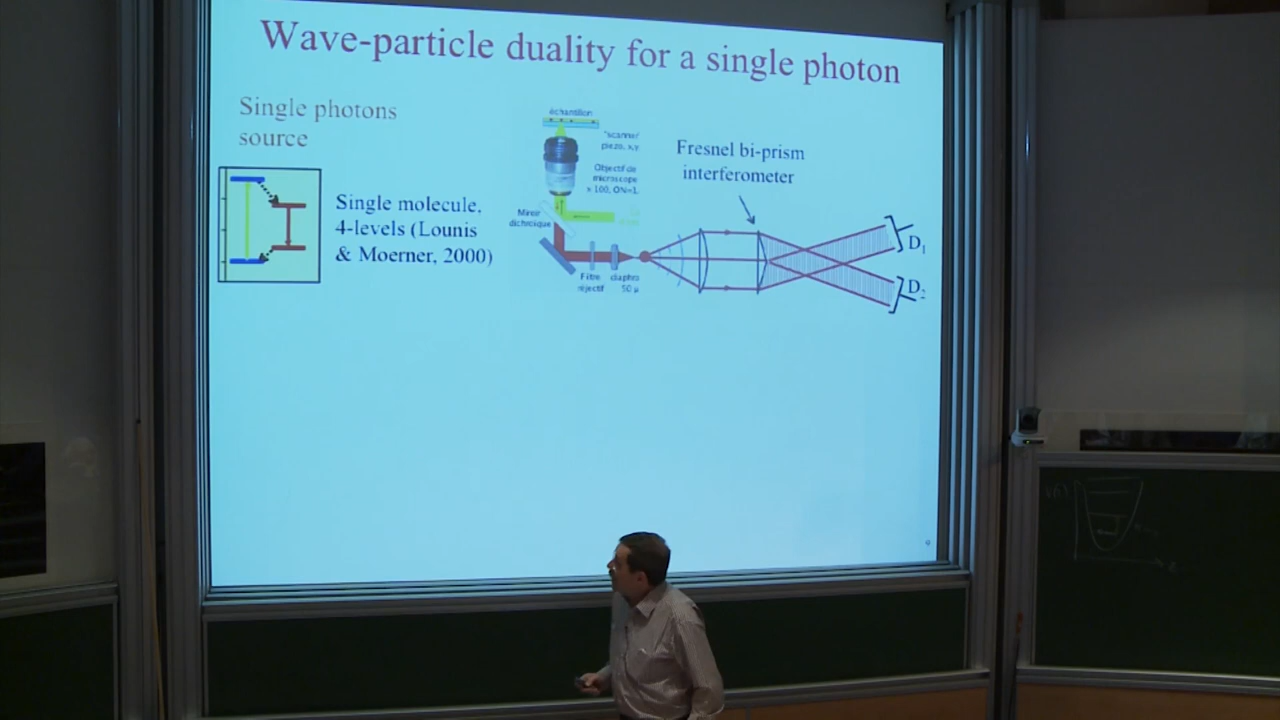 Wave-particle duality for a single photon
Single photons
source
Single molecule,
4-levels (Lounis
& Moerner, 2000)
échantillon
"scanner"
piezo, x,y
Objectif de
microscope
× 100, ON=1.
Miroir
dichroïque
Filtre
réjectif
diaphra
50 µ
Fresnel bi-prism
interferometer
D1
D2
9